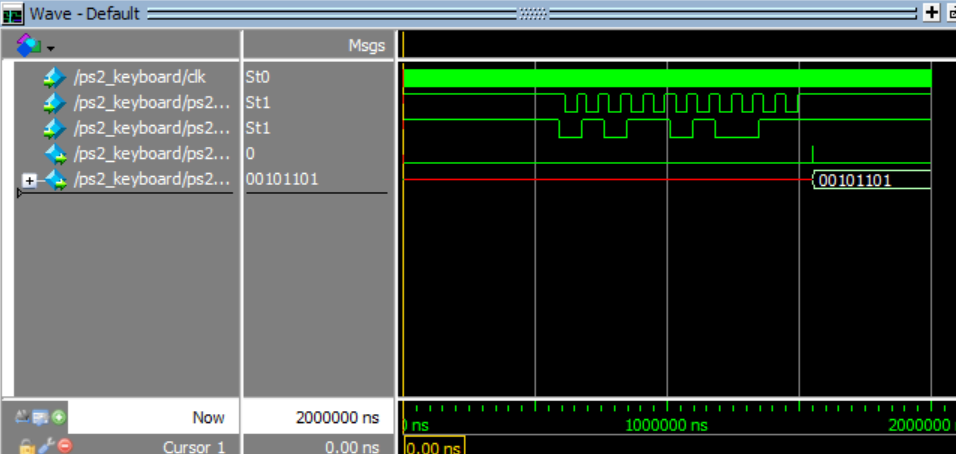 Wave - Default
Msgs
/ps2_keyboard/clk St0
/ps2_keyboard/ps2... St1
/ps2_keyboard/ps2... St1
/ps2_keyboard/ps2... 0
/ps2_keyboard/ps2... 00101101 00101101
Now 2000000 ns
ns 1000000 ns 2000000
Cursor 1 0.00 ns 0.00 ns